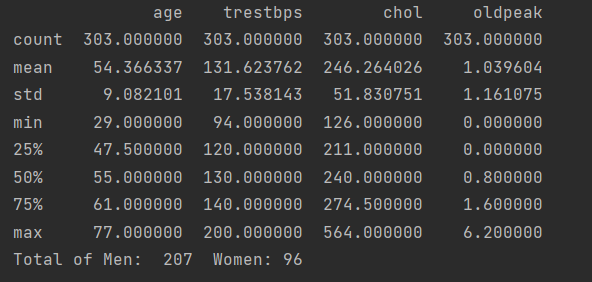 age trestbps chol oldpeak
count 303.000000 303.000000 303.000000 303.000000
mean 54.366337 131.623762 246.264026 1.039604
std 9.082101 17.538143 51.830751 1.161075
min 29.000000 94.000000 126.000000 0.000000
25% 47.500000 120.000000 211.000000 0.000000
50% 55.000000 130.000000 240.000000 0.800000
75% 61.000000 140.000000 274.500000 1.600000
max 77.000000 200.000000 564.000000 6.200000
Total of Men:  207  Women: 96